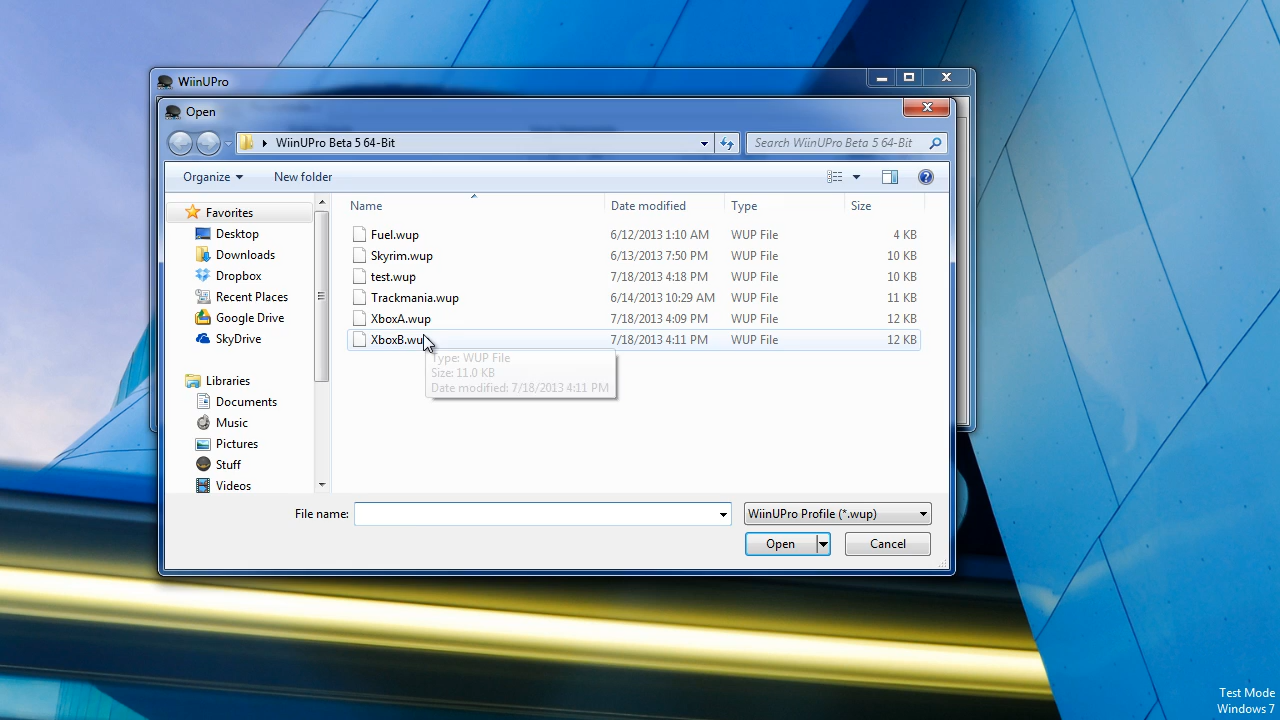 WiinUPro
Open
WiinUPro Beta 5 64-Bit
Search WiinUPro Beta 5 64-Bit
Organize
New folder
Name Date modified Type Size
Favorites
Desktop
Downloads
Dropbox
Recent Places
Google Drive
SkyDrive
Libraries
Documents
Music
Pictures
Stuff
Videos
Fuel.wup 6/12/2013 1:10 AM WUP File 4 KB
Skyrim.wup 6/13/2013 7:50 PM WUP File 10 KB
test.wup 7/18/2013 4:18 PM WUP File 10 KB
Trackmania.wup 6/14/2013 10:29 AM WUP File 11 KB
XboxA.wup 7/18/2013 4:09 PM WUP File 12 KB
XboxB.wup 7/18/2013 4:11 PM WUP File 12 KB
Type: WUP File
Size: 11.0 KB
Date modified: 7/18/2013 4:11 PM
File name:
WiinUPro Profile (*.wup)
Open
Cancel
Test Mode
Windows 7